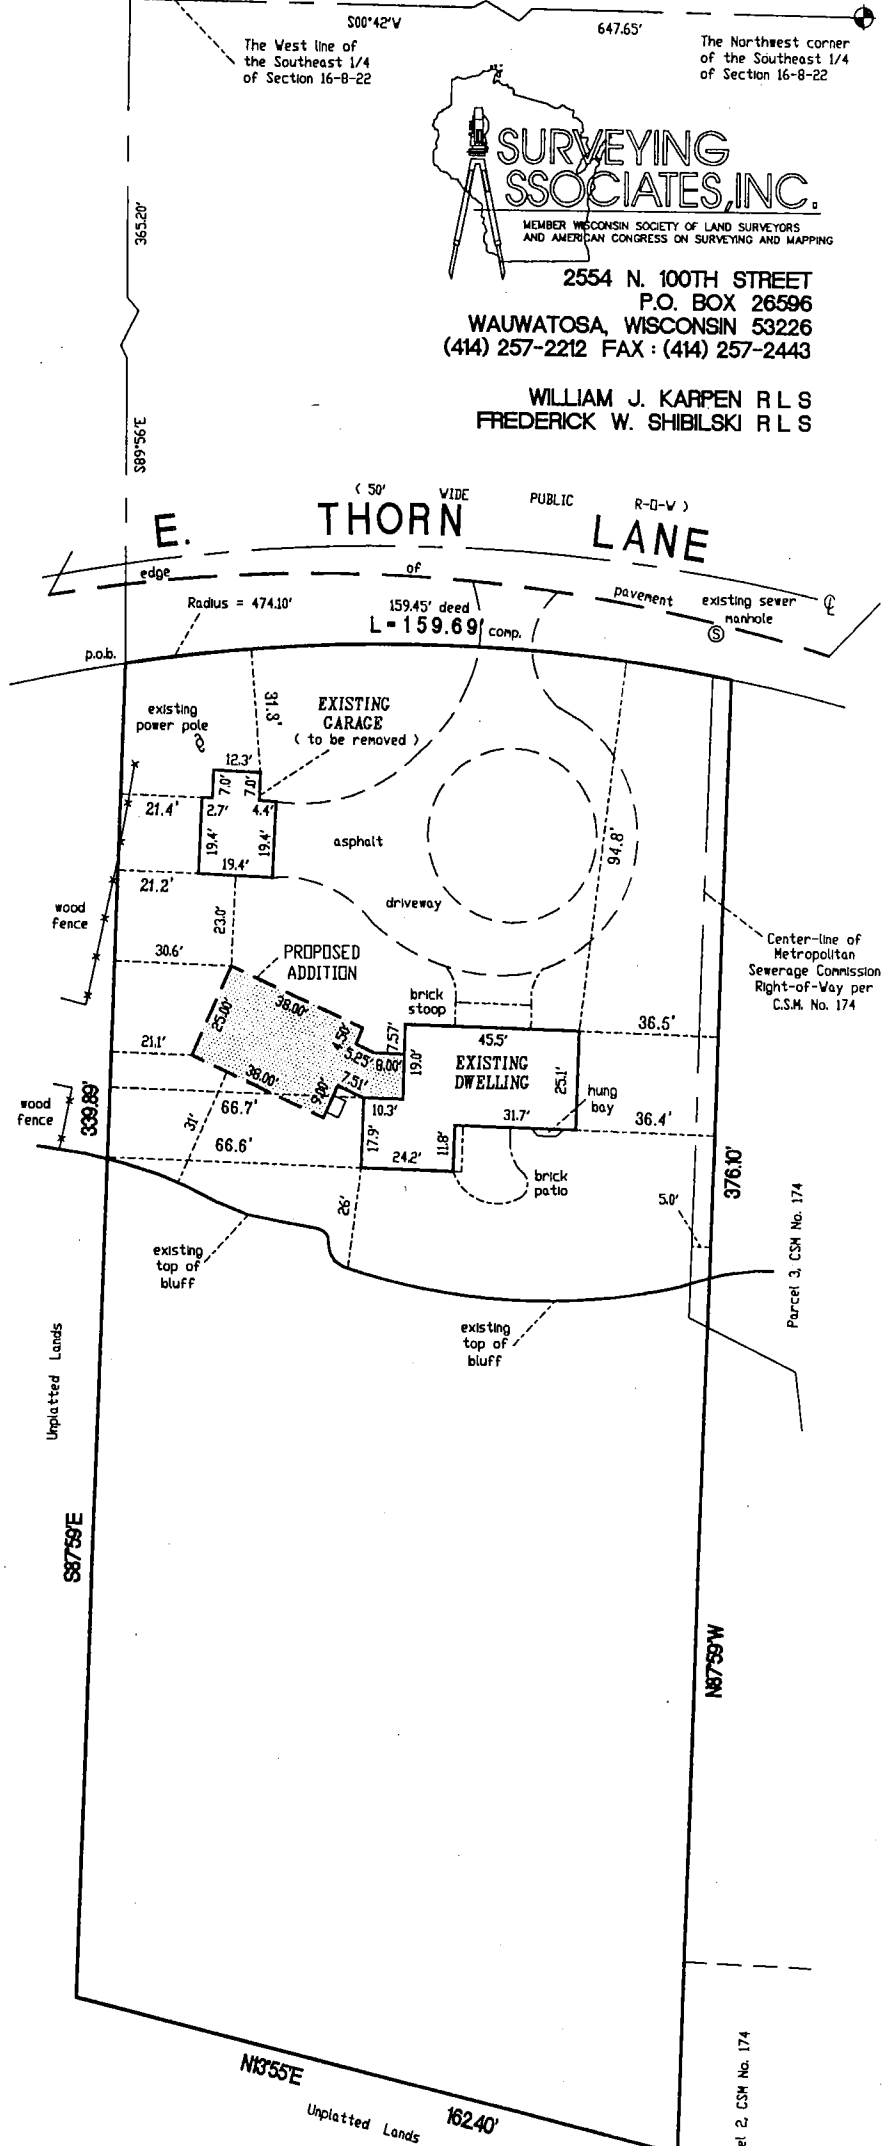 S00°42'W
647.65'
The West line of
the Southeast 1/4
of Section 16-8-22
The Northwest corner
of the Southeast 1/4
of Section 16-8-22
SURVEYING
SSOCIATES, INC.
MEMBER WISCONSIN SOCIETY OF LAND SURVEYORS
AND AMERICAN CONGRESS ON SURVEYING AND MAPPING
365.20'
2554 N. 100TH STREET
P.O. BOX 26596
WAUWATOSA, WISCONSIN 53226
(414) 257-2212 FAX : (414) 257-2443
WILLIAM J. KARPEN R L S
FREDERICK W. SHIBILSKI R L S
S89°56'E
( 50' WIDE PUBLIC R-O-W )
E. THORN LANE
edge of pavement
existing sewer
manhole
S
Radius = 474.10'
159.45' deed
L=159.69' comp.
p.o.b.
existing
power pole
31.3'
EXISTING
GARAGE
( to be removed )
12.3'
7.0'
7.0'
21.4'
2.7'
4.4'
19.4'
19.4'
19.4'
asphalt
94.8'
21.2'
driveway
wood
fence
23.0'
30.6'
PROPOSED
ADDITION
Center-line of
Metropolitan
Sewerage Commission
Right-of-Way per
C.S.M. No. 174
brick
stoop
38.00'
25.00'
4.50'
7.57'
36.5'
45.5'
21.1'
5.25'
8.00'
19.0'
EXISTING
DWELLING
25.1'
38.00'
7.51'
9.00'
hung
bay
wood
fence
339.89'
66.7'
10.3'
31.7'
36.4'
31'
66.6'
17.9'
11.8'
24.2'
brick
patio
376.10'
26'
5.0'
Parcel 3, CSM No. 174
existing
top of
bluff
existing
top of
bluff
Unplatted Lands
S87°59'E
N87°59'W
N13°55'E
Unplatted Lands
162.40'
el 2, CSM No. 174